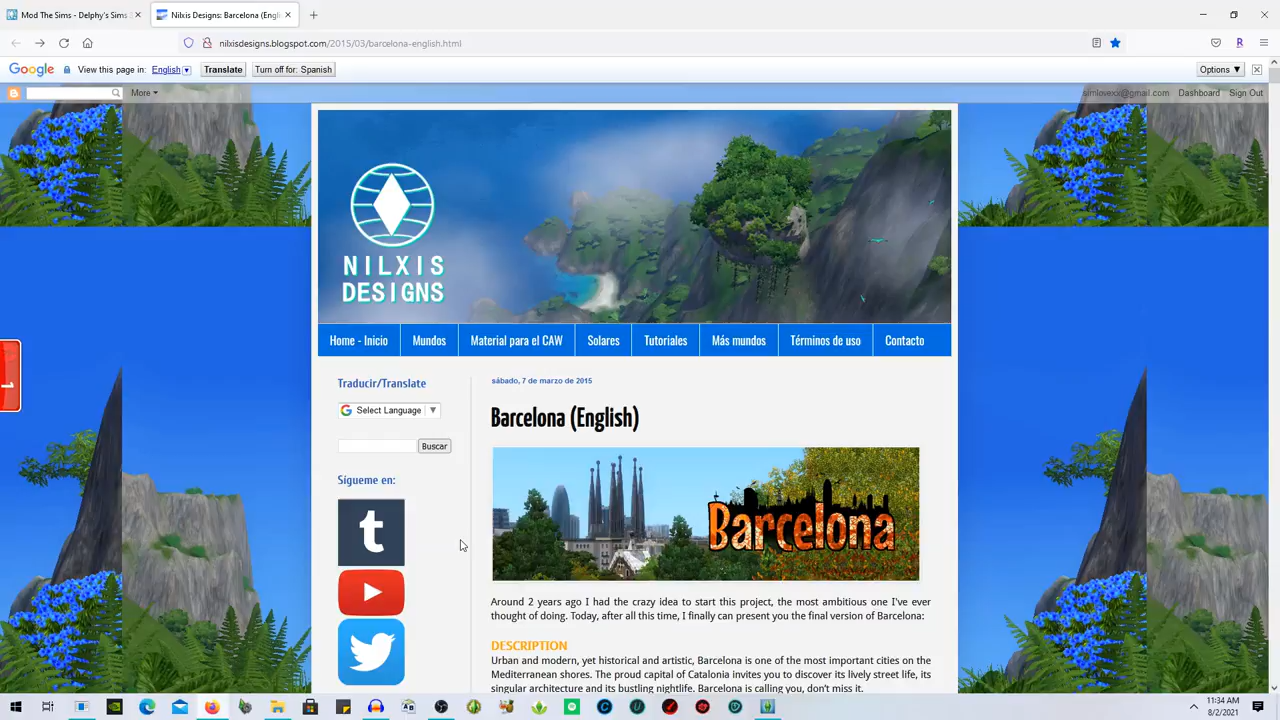 Mod The Sims - Delphy's Sims
Nilxis Designs: Barcelona (Engli
nilxisdesigns.blogspot.com/2015/03/barcelona-english.html
Google View this page in: English Translate Turn off for: Spanish Options ▼
More simlovexx@gmail.com Dashboard Sign Out
NILXIS
DESIGNS
Home - Inicio Mundos Material para el CAW Solares Tutoriales Más mundos Términos de uso Contacto
Traducir/Translate
Select Language ▼
Buscar
Sígueme en:
t
sábado, 7 de marzo de 2015
Barcelona (English)
Barcelona
Around 2 years ago I had the crazy idea to start this project, the most ambitious one I've ever
thought of doing. Today, after all this time, I finally can present you the final version of Barcelona:
DESCRIPTION
Urban and modern, yet historical and artistic, Barcelona is one of the most important cities on the
Mediterranean shores. The proud capital of Catalonia invites you to discover its lively street life, its
singular architecture and its bustling nightlife. Barcelona is calling you, don't miss it.
1
11:34 AM
8/2/2021